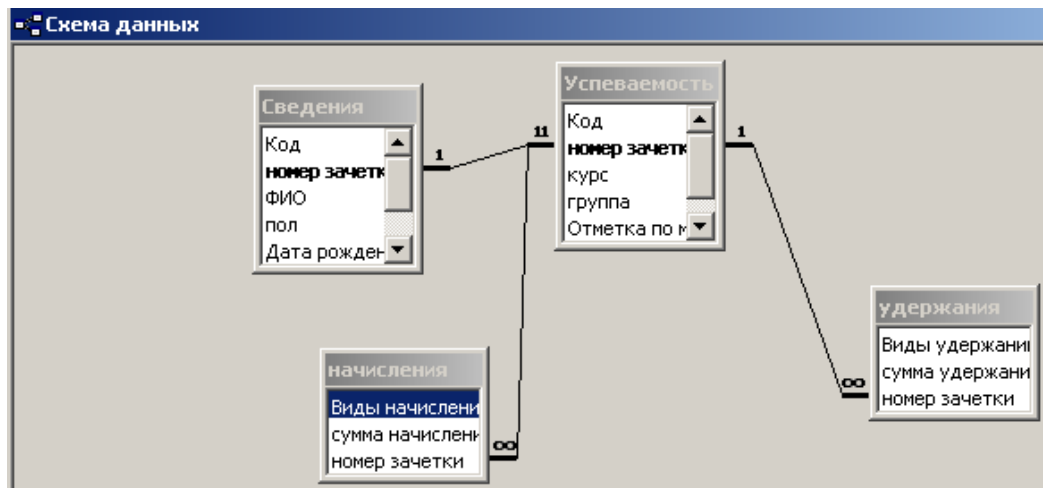 Схема данных
Сведения
Код
номер зачетк
ФИО
пол
Дата рожден
1
11
Успеваемость
Код
номер зачетк
курс
группа
Отметка по м
1
начисления
Виды начислени
сумма начислени
номер зачетки
∞
удержания
Виды удержани
сумма удержани
номер зачетки
∞